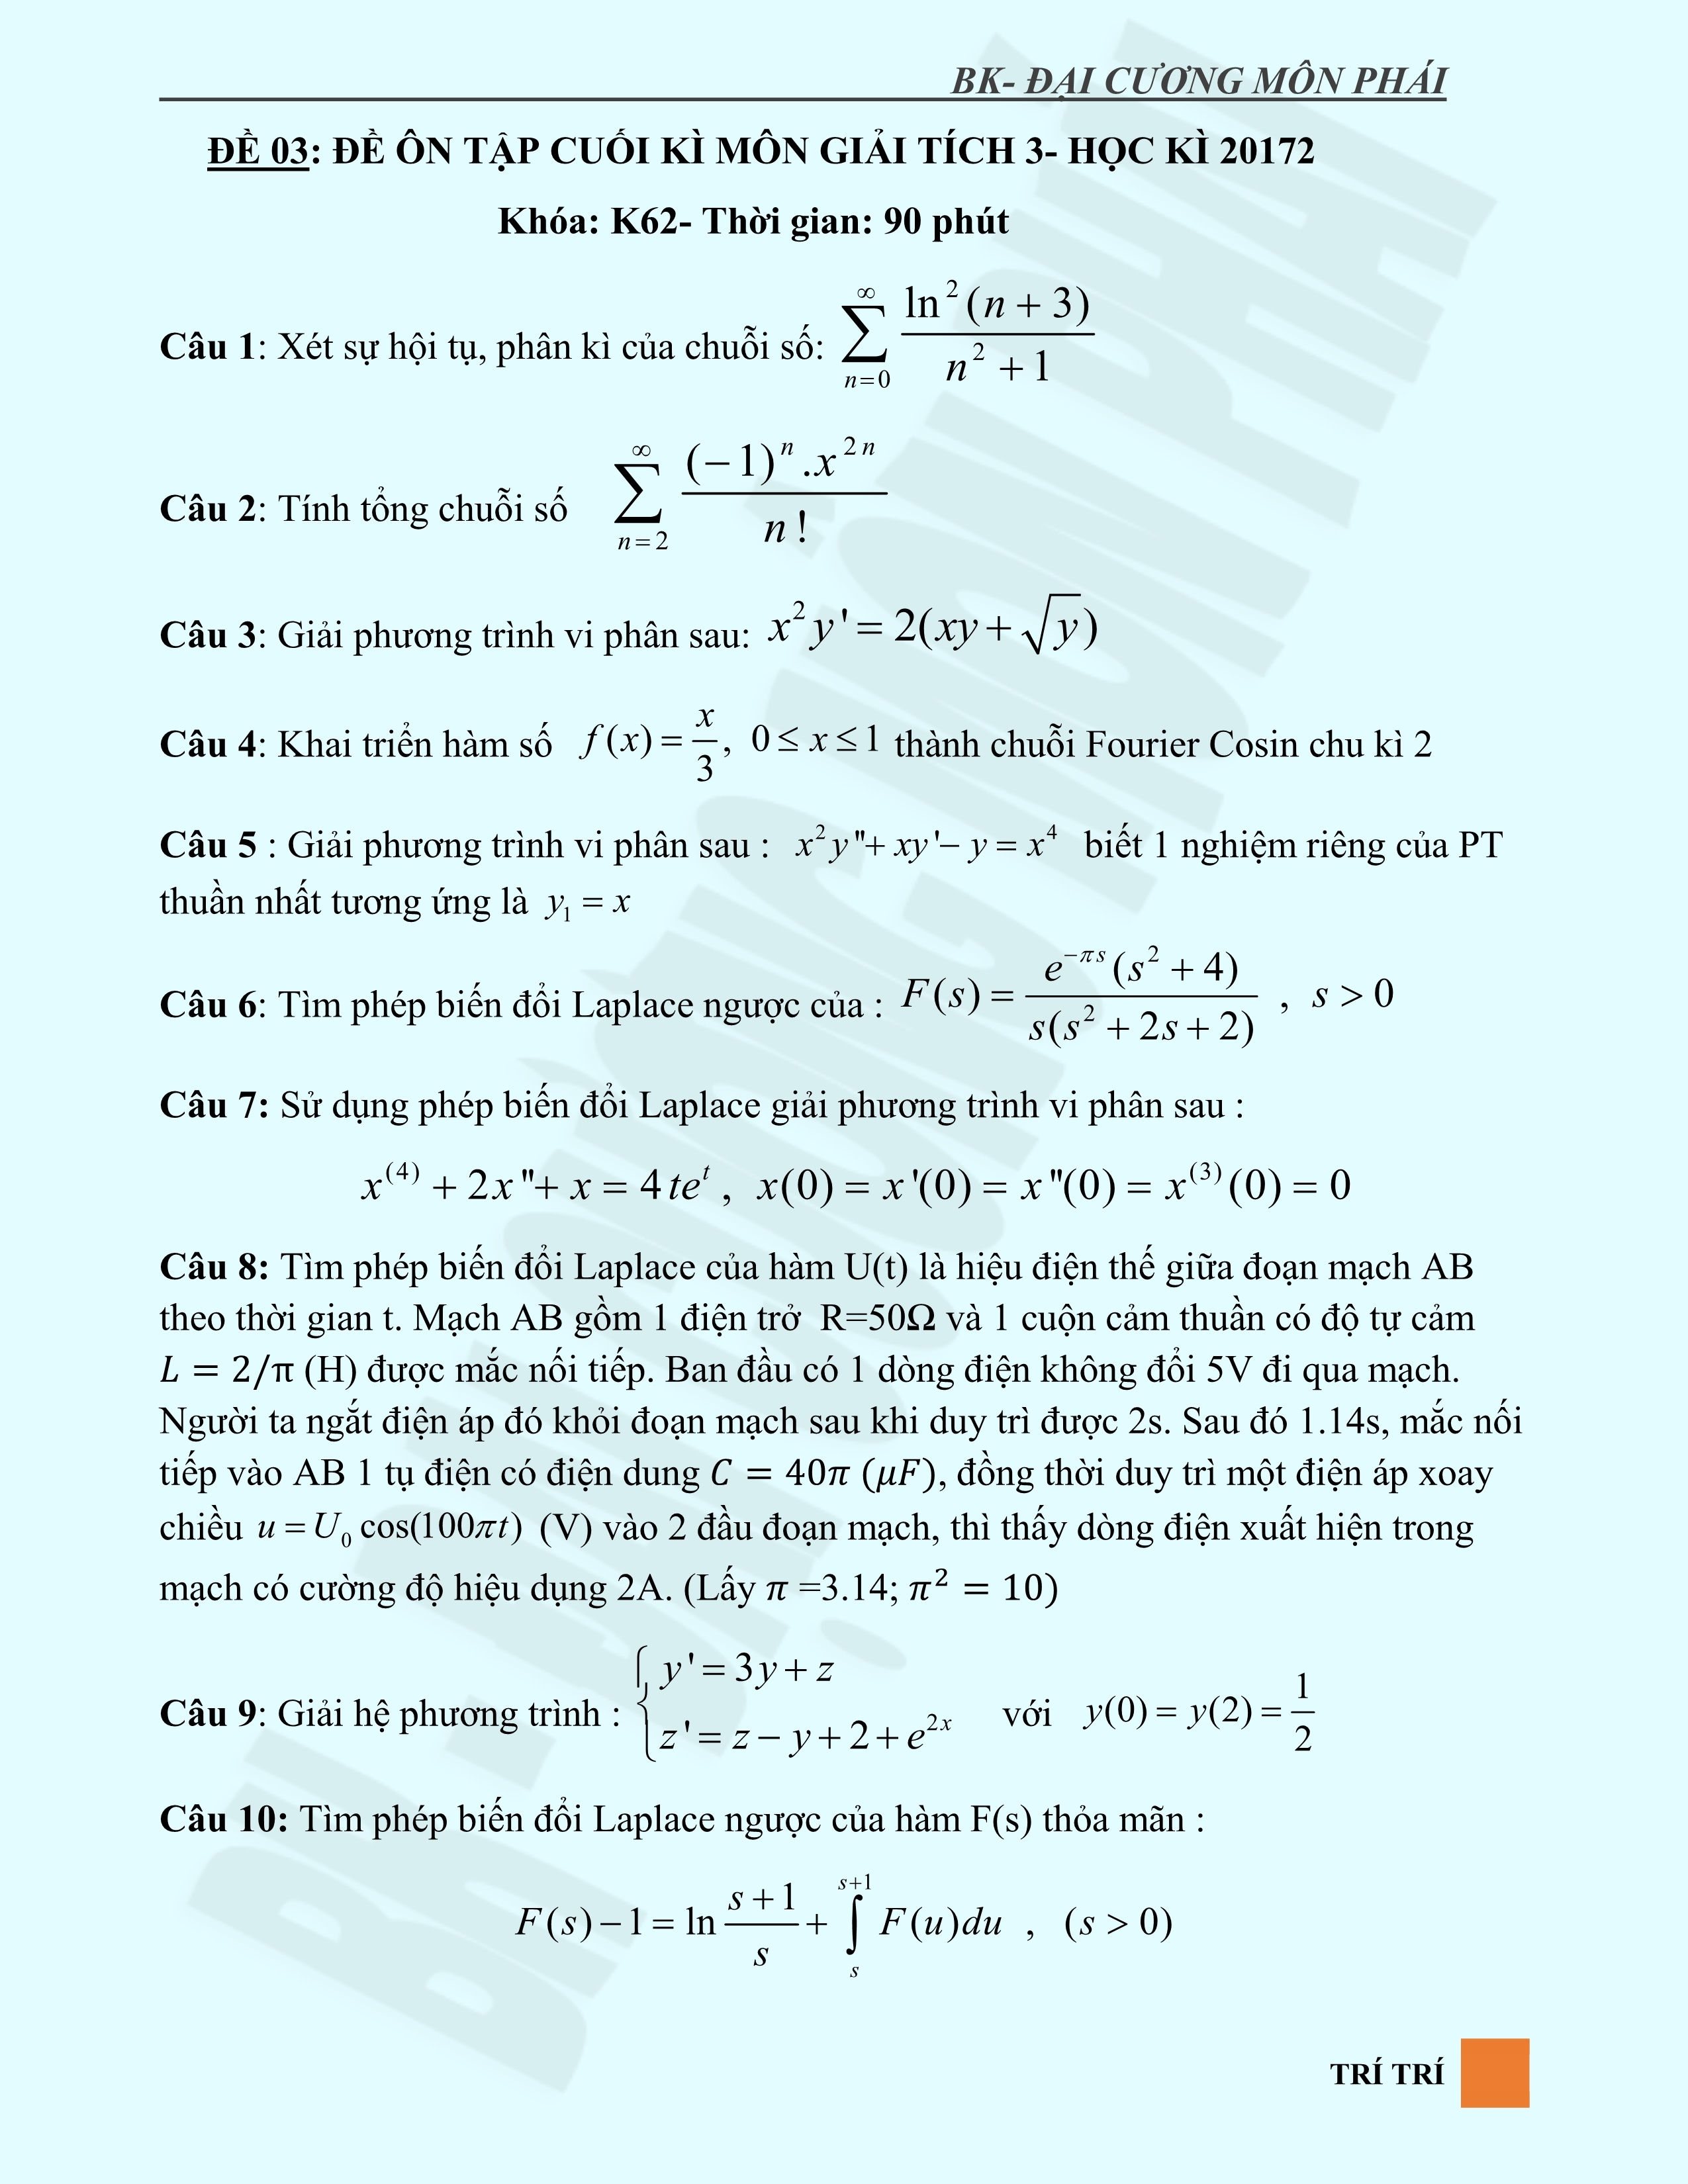 BK- ĐẠI CƯƠNG MÔN PHÁI
ĐỀ 03: ĐỀ ÔN TẬP CUỐI KÌ MÔN GIẢI TÍCH 3- HỌC KÌ 20172
Khóa: K62- Thời gian: 90 phút
Câu 1: Xét sự hội tụ, phân kì của chuỗi số: \sum_{n=0}^{\infty} \frac{\ln^2(n+3)}{n^2+1}
Câu 2: Tính tổng chuỗi số \sum_{n=2}^{\infty} \frac{(-1)^n .x^{2n}}{n!}
Câu 3: Giải phương trình vi phân sau: x^2 y' = 2(xy + \sqrt{y})
Câu 4: Khai triển hàm số f(x) = \frac{x}{3}, 0 ≤ x ≤ 1 thành chuỗi Fourier Cosin chu kì 2
Câu 5 : Giải phương trình vi phân sau : x^2 y'' + xy' − y = x^4 biết 1 nghiệm riêng của PT
thuần nhất tương ứng là y_1 = x
Câu 6: Tìm phép biến đổi Laplace ngược của : F(s) = \frac{e^{-πs}(s^2+4)}{s(s^2+2s+2)} , s > 0
Câu 7: Sử dụng phép biến đổi Laplace giải phương trình vi phân sau :
x^{(4)} + 2x'' + x = 4te^t , x(0) = x'(0) = x''(0) = x^{(3)}(0) = 0
Câu 8: Tìm phép biến đổi Laplace của hàm U(t) là hiệu điện thế giữa đoạn mạch AB
theo thời gian t. Mạch AB gồm 1 điện trở R=50Ω và 1 cuộn cảm thuần có độ tự cảm
L = 2/π (H) được mắc nối tiếp. Ban đầu có 1 dòng điện không đổi 5V đi qua mạch.
Người ta ngắt điện áp đó khỏi đoạn mạch sau khi duy trì được 2s. Sau đó 1.14s, mắc nối
tiếp vào AB 1 tụ điện có điện dung C = 40π (μF), đồng thời duy trì một điện áp xoay
chiều u = U_0 cos(100πt) (V) vào 2 đầu đoạn mạch, thì thấy dòng điện xuất hiện trong
mạch có cường độ hiệu dụng 2A. (Lấy π =3.14; π^2 = 10)
Câu 9: Giải hệ phương trình : \begin{cases} y' = 3y + z \\ z' = z − y + 2 + e^{2x} \end{cases} với y(0) = y(2) = \frac{1}{2}
Câu 10: Tìm phép biến đổi Laplace ngược của hàm F(s) thỏa mãn :
F(s) − 1 = \ln \frac{s+1}{s} + \int_{s}^{s+1} F(u)du , (s > 0)
TRÍ TRÍ
BK - ĐẠI CƯƠNG MÔN PHÁI